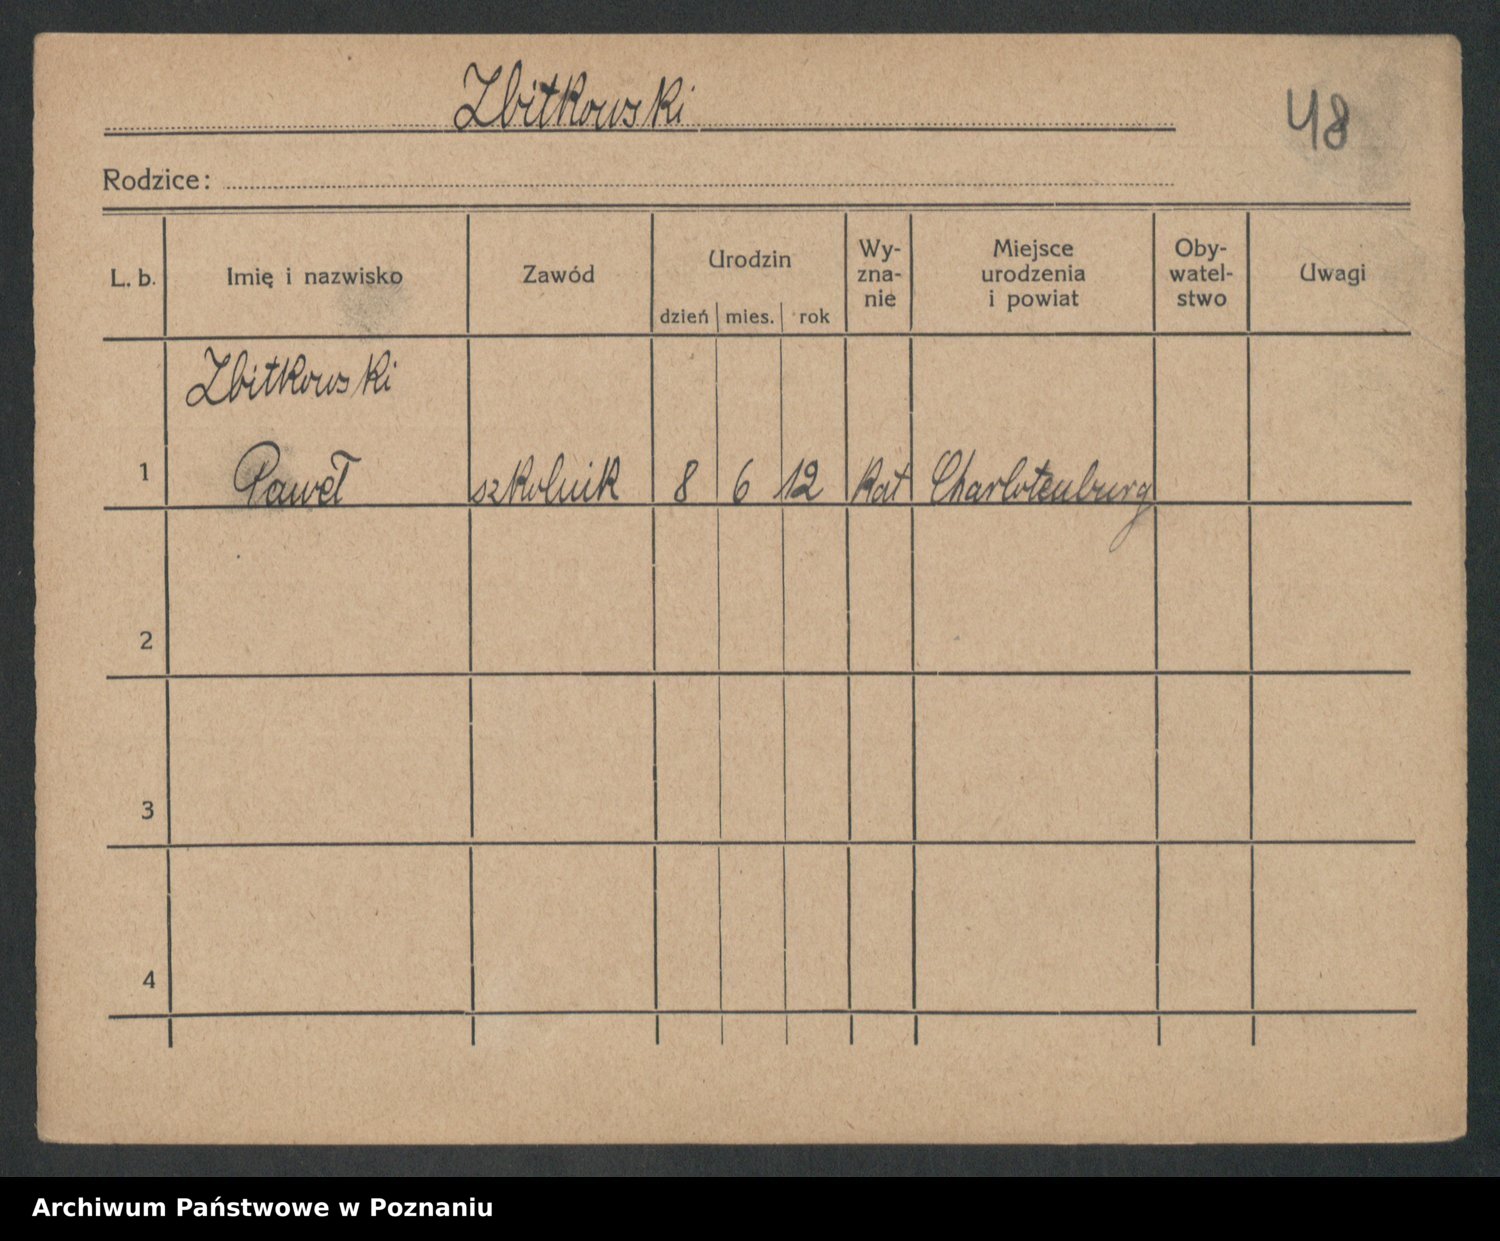 Zbitkowski
48
Rodzice:
L. b.
Imię i nazwisko
Zawód
Urodzin
dzień mies. rok
Wy-
zna-
nie
Miejsce
urodzenia
i powiat
Oby-
watel-
stwo
Uwagi
Zbitkowski
1 Paweł szkolnik 8 6 12 kat Charlotenburg
2
3
4
Archiwum Państwowe w Poznaniu